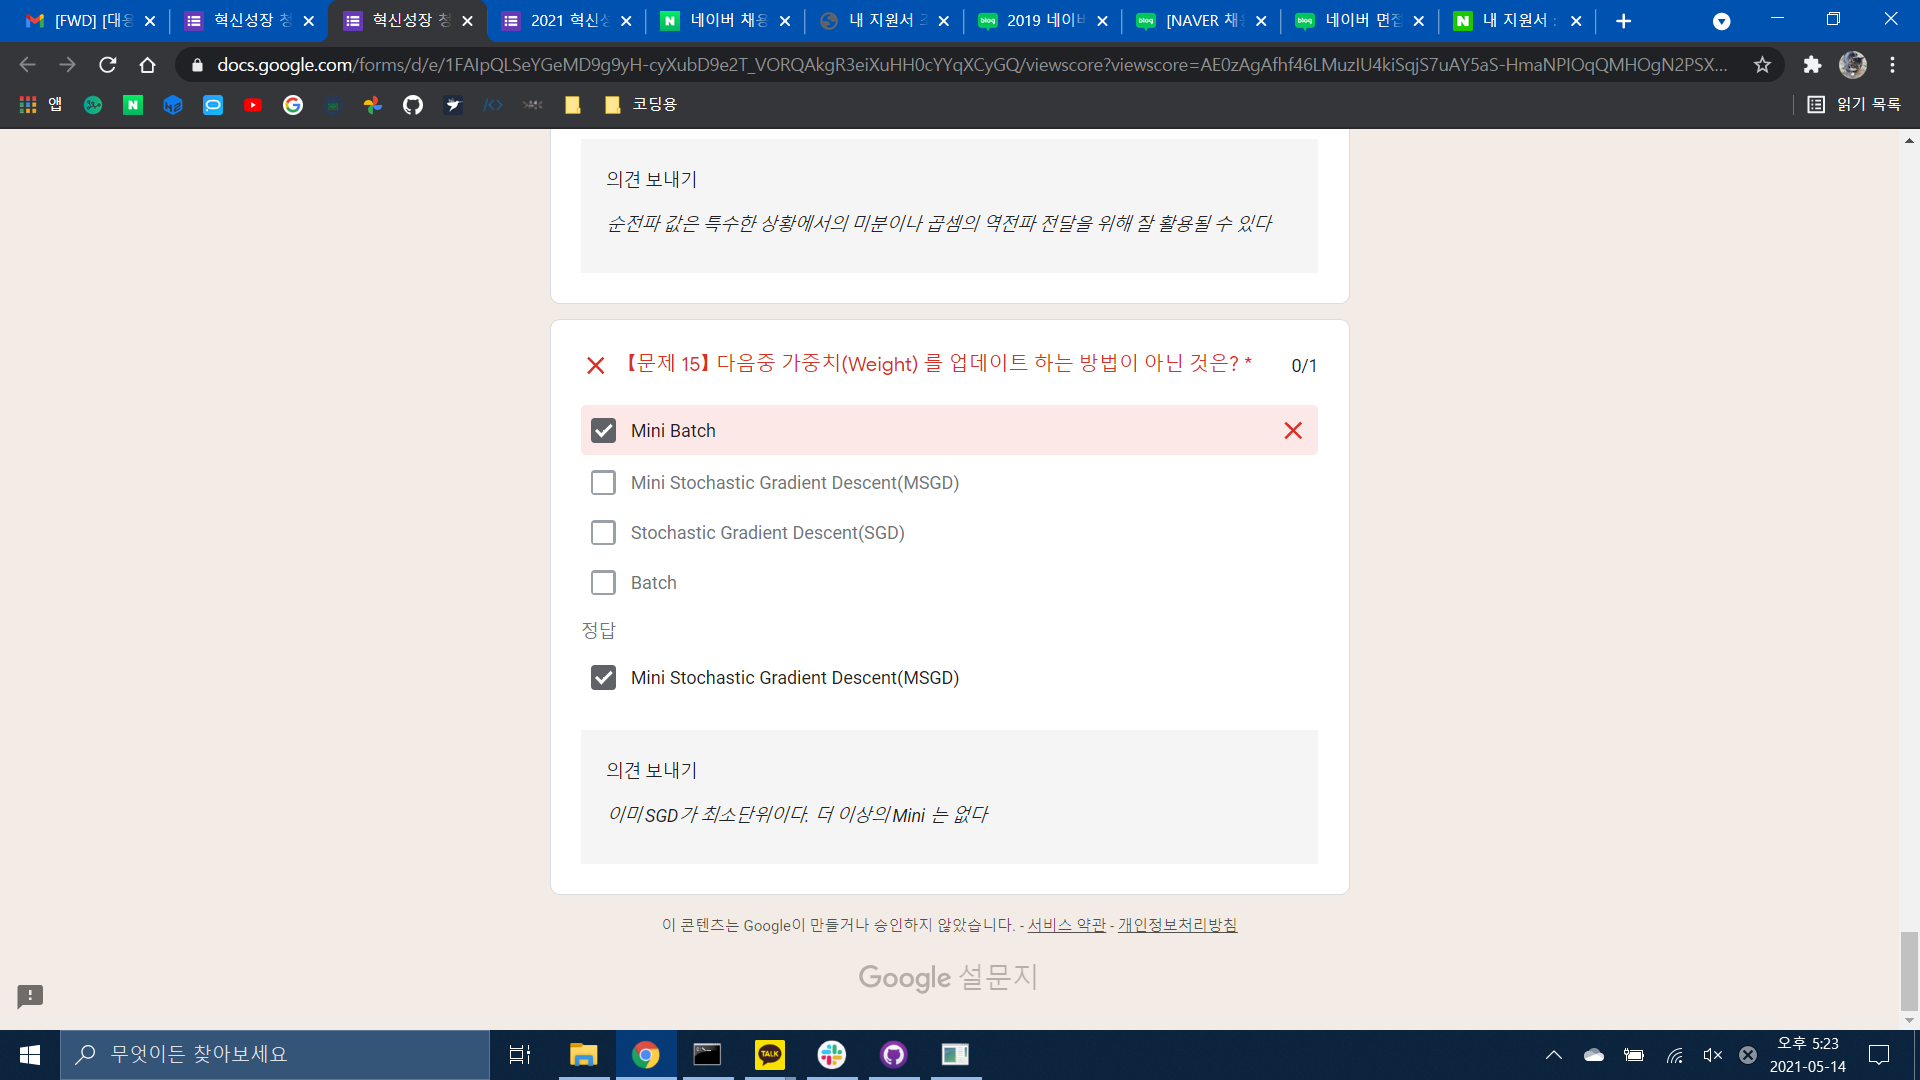 [FWD] [대응
혁신성장 청
혁신성장 청
2021 혁신성
네이버 채용
내 지원서 조
2019 네이버
[NAVER 채용
네이버 면접
내 지원서 :
docs.google.com/forms/d/e/1FAIpQLSeYGeMD9g9yH-cyXubD9e2T_VORQAkgR3eiXuHH0cYYqXCyGQ/viewscore?viewscore=AE0zAgAfhf46LMuzIU4kiSqjS7uAY5aS-HmaNPIOqQMHOgN2PSX...
앱
코딩용
읽기 목록
의견 보내기
순전파 값은 특수한 상황에서의 미분이나 곱셈의 역전파 전달을 위해 잘 활용될 수 있다
【문제 15】 다음중 가중치(Weight) 를 업데이트 하는 방법이 아닌 것은? *
0/1
Mini Batch
Mini Stochastic Gradient Descent(MSGD)
Stochastic Gradient Descent(SGD)
Batch
정답
Mini Stochastic Gradient Descent(MSGD)
의견 보내기
이미 SGD가 최소단위이다. 더 이상의 Mini 는 없다
이 콘텐츠는 Google이 만들거나 승인하지 않았습니다. - 서비스 약관 - 개인정보처리방침
Google 설문지
무엇이든 찾아보세요
TALK
오후 5:23
2021-05-14